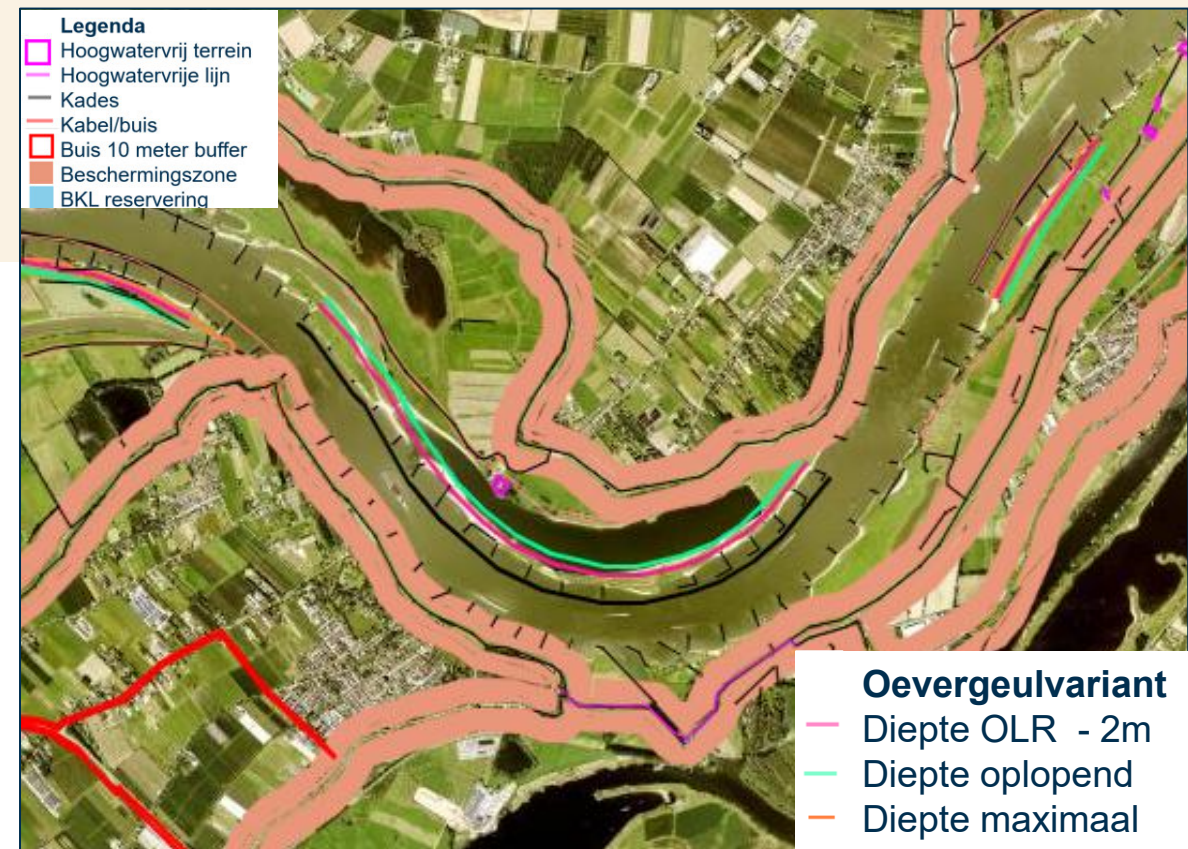 Legenda
Hoogwatervrij terrein
Hoogwatervrije lijn
Kades
Kabel/buis
Buis 10 meter buffer
Beschermingszone
BKL reservering
Oevergeulvariant
Diepte OLR - 2m
Diepte oplopend
Diepte maximaal